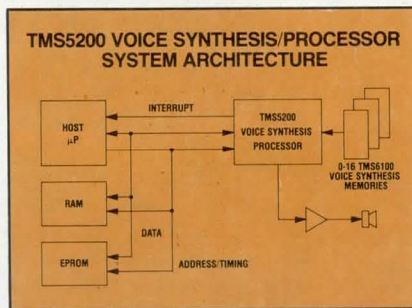 TMS5200 VOICE SYNTHESIS/PROCESSOR
SYSTEM ARCHITECTURE
INTERRUPT
HOST
μP
TMS5200
VOICE SYNTHESIS
PROCESSOR
0-16 TMS6100
VOICE SYNTHESIS
MEMORIES
RAM
DATA
ADDRESS/TIMING
EPROM